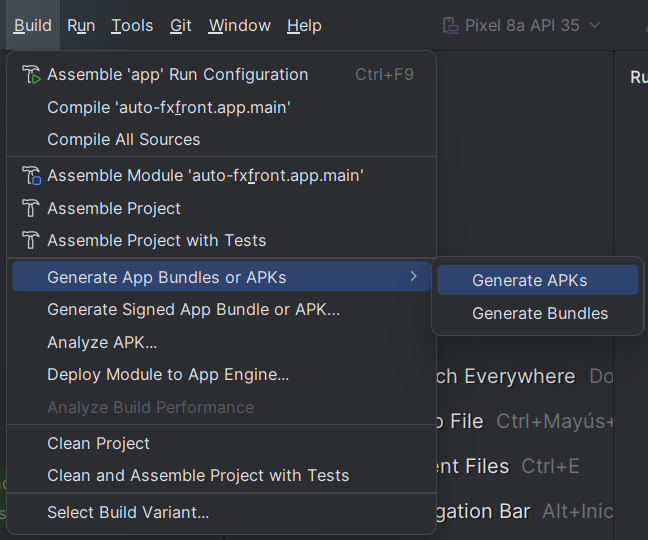 Build Run Tools Git Window Help Pixel 8a API 35
Assemble 'app' Run Configuration Ctrl+F9
Compile 'auto-fxfront.app.main'
Compile All Sources
Assemble Module 'auto-fxfront.app.main'
Assemble Project
Assemble Project with Tests
Generate App Bundles or APKs
Generate APKs
Generate Signed App Bundle or APK...
Generate Bundles
Analyze APK...
Deploy Module to App Engine...
Analyze Build Performance
Clean Project
Clean and Assemble Project with Tests
Select Build Variant...
ch Everywhere Do
File Ctrl+Mayús+
nt Files Ctrl+E
gation Bar Alt+Inic